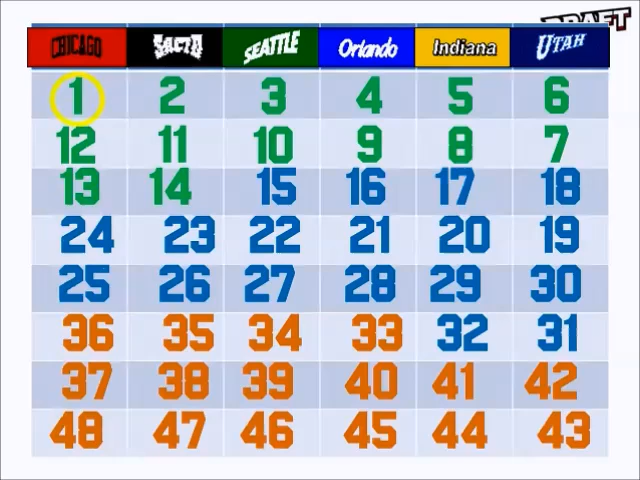 DRAFT
CHICAGO SACTO SEATTLE Orlando Indiana UTAH
1 2 3 4 5 6
12 11 10 9 8 7
13 14 15 16 17 18
24 23 22 21 20 19
25 26 27 28 29 30
36 35 34 33 32 31
37 38 39 40 41 42
48 47 46 45 44 43